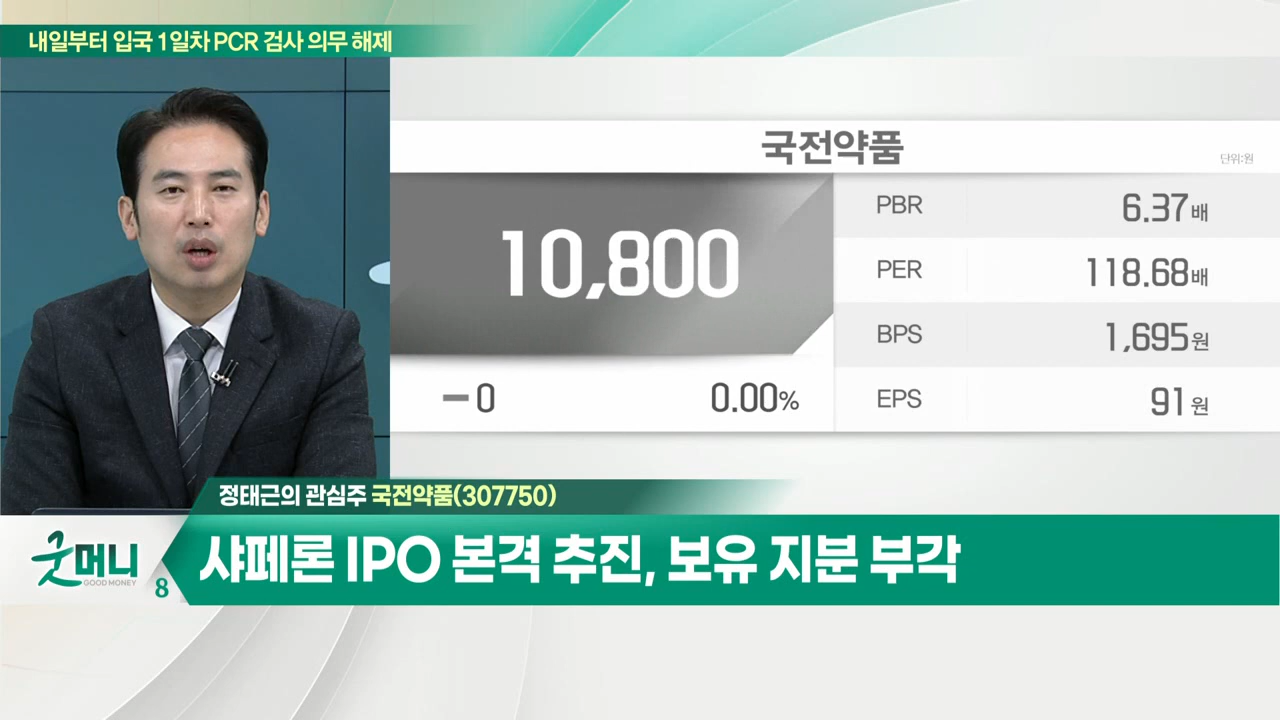 내일부터 입국 1일차 PCR 검사 의무 해제
국전약품
단위:원
10,800
0
0.00%
PBR 6.37배
PER 118.68배
BPS 1,695원
EPS 91원
정태근의 관심주 국전약품(307750)
굿머니
GOOD MONEY
8
샤페론 IPO 본격 추진, 보유 지분 부각